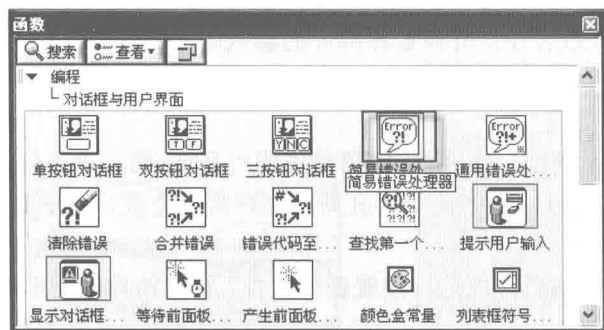 函数
搜索 查看
编程
对话框与用户界面
Error ?! Error ?!+
T F Y N C
单按钮对话框 双按钮对话框 三按钮对话框 简易错误处... 通用错误处...
简易错误处理器
清除错误 合并错误 错误代码至... 查找第一个... 提示用户输入
显示对话框... 等待前面板... 产生前面板... 颜色盒常量 列表框符号...